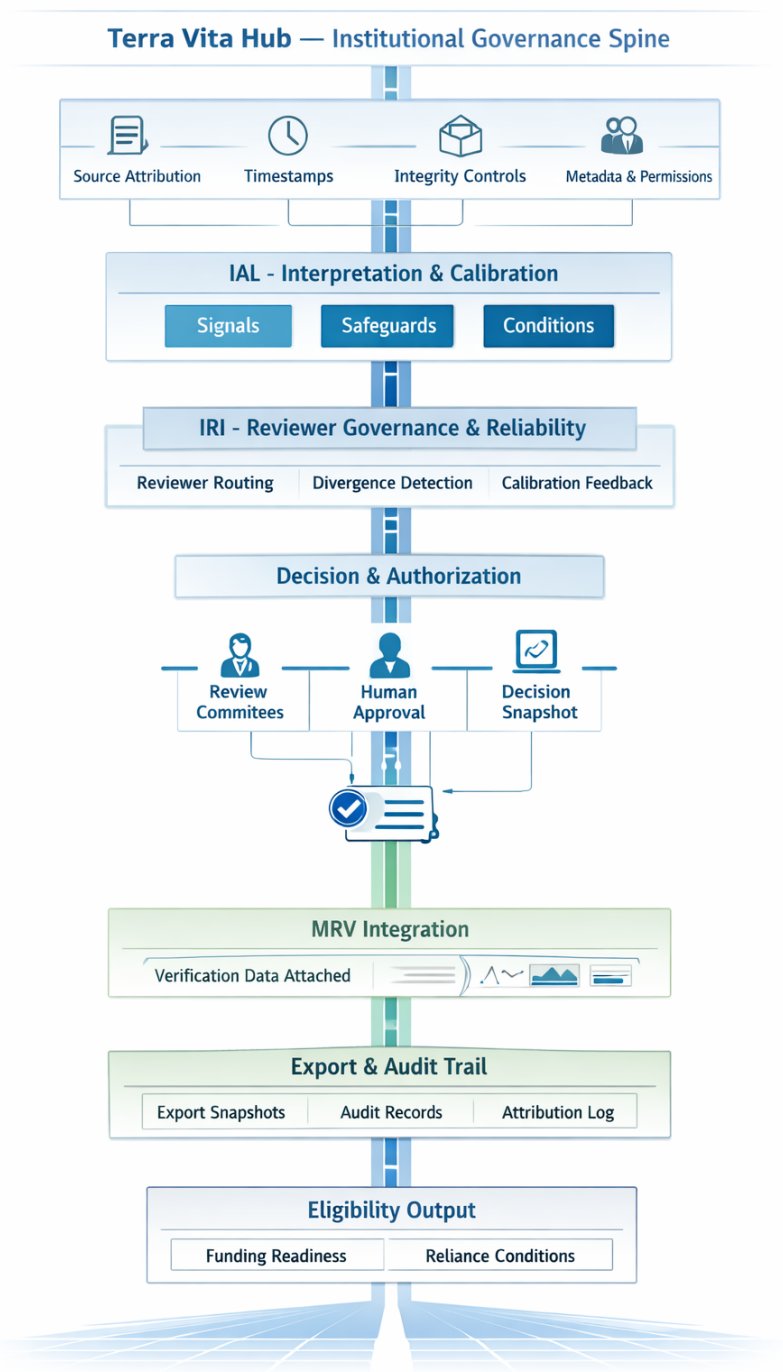 Terra Vita Hub — Institutional Governance Spine
Source Attribution
Timestamps
Integrity Controls
Metadata & Permissions
IAL - Interpretation & Calibration
Signals
Safeguards
Conditions
IRI - Reviewer Governance & Reliability
Reviewer Routing
Divergence Detection
Calibration Feedback
Decision & Authorization
Review
Commitees
Human
Approval
Decision
Snapshot
MRV Integration
Verification Data Attached
Export & Audit Trail
Export Snapshots
Audit Records
Attribution Log
Eligibility Output
Funding Readiness
Reliance Conditions